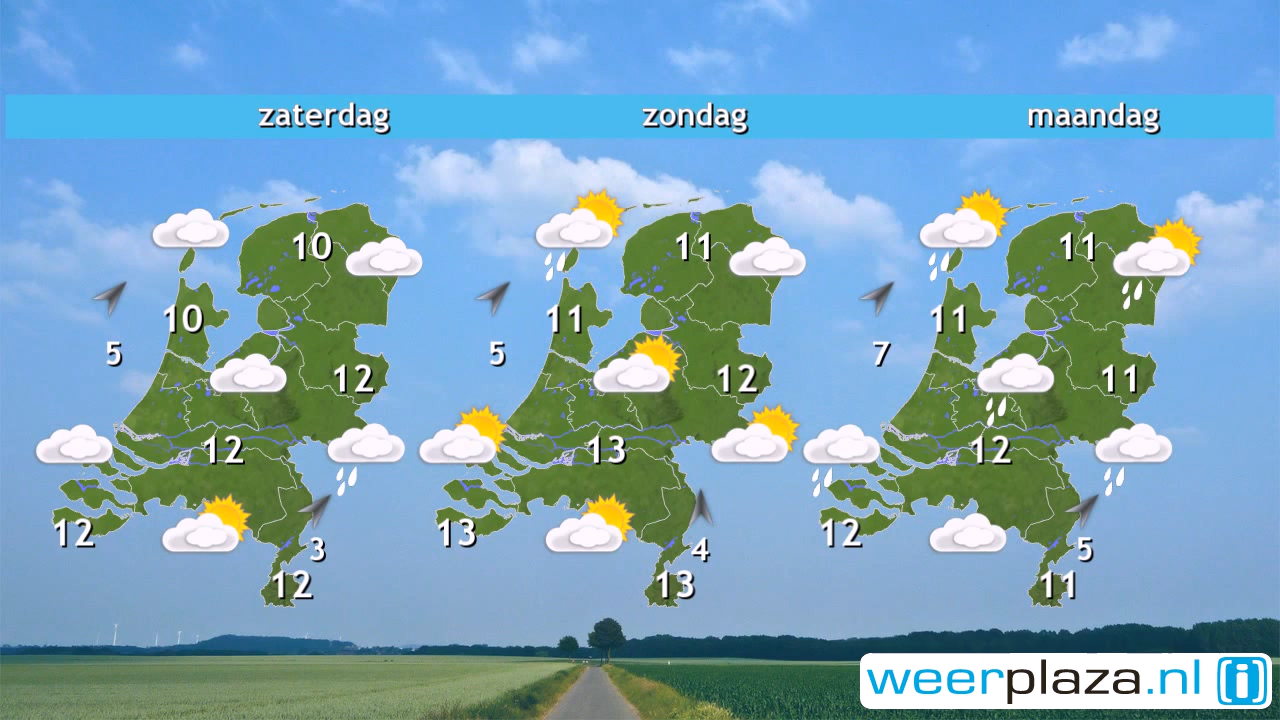 zaterdag zondag maandag
10 11 11
10 11 11
5 5 7
12 12 11
12 13 12
12 13 12
3 4 5
12 13 11
weerplaza.nl i